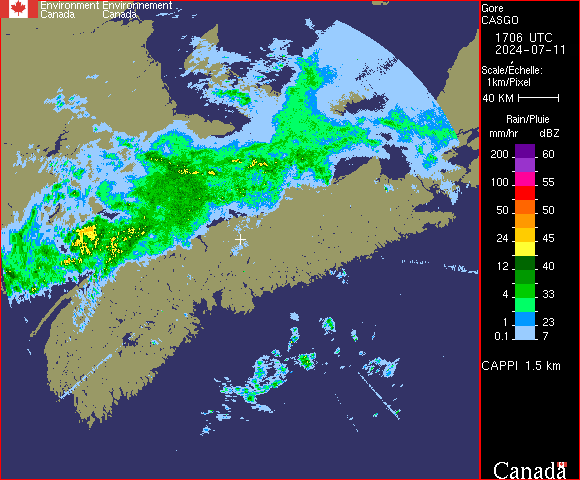 Environment Environnement
Canada Canada
Gore
CASGO
1706 UTC
2024-07-11
Scale/Echelle:
1km/Pixel
40 KM
Rain/Pluie
mm/hr dBZ
200 60
100 55
50 50
24 45
12 40
4 33
1 23
0.1 7
CAPPI 1.5 km
Canada